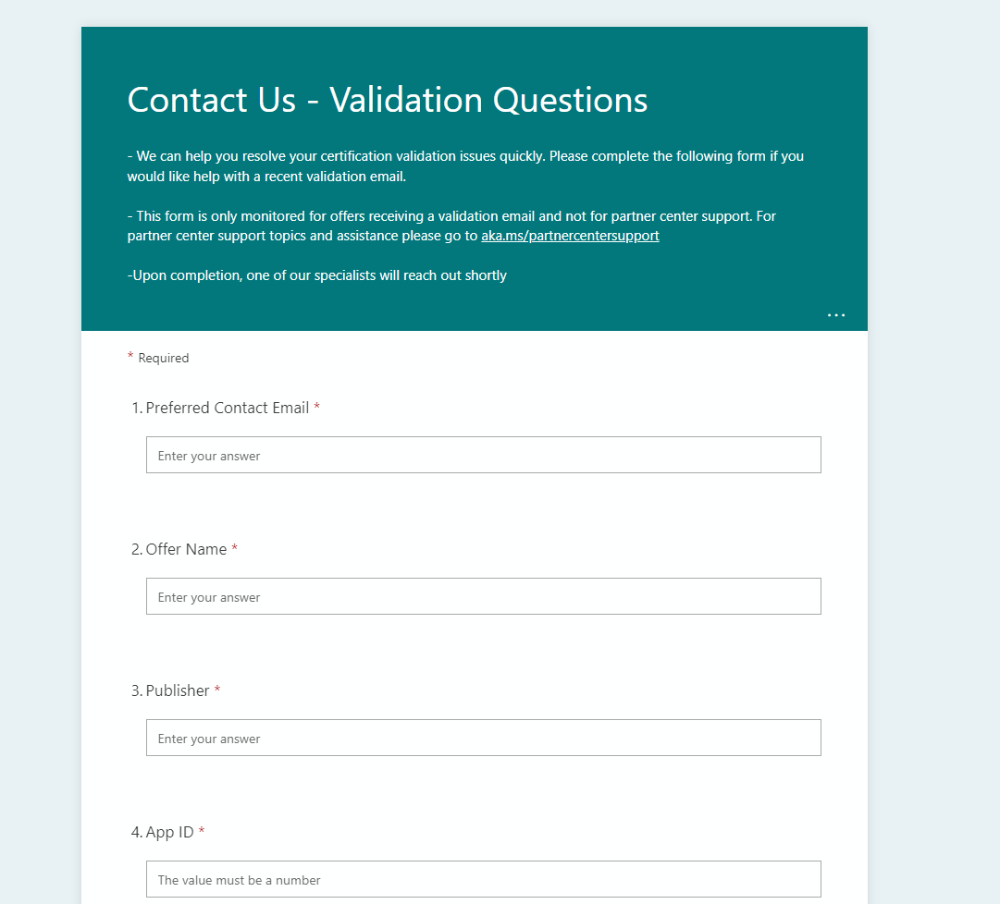 Contact Us - Validation Questions
- We can help you resolve your certification validation issues quickly. Please complete the following form if you
would like help with a recent validation email.
- This form is only monitored for offers receiving a validation email and not for partner center support. For
partner center support topics and assistance please go to aka.ms/partnercentersupport
-Upon completion, one of our specialists will reach out shortly
...
* Required
1. Preferred Contact Email *
Enter your answer
2. Offer Name *
Enter your answer
3. Publisher *
Enter your answer
4. App ID *
The value must be a number